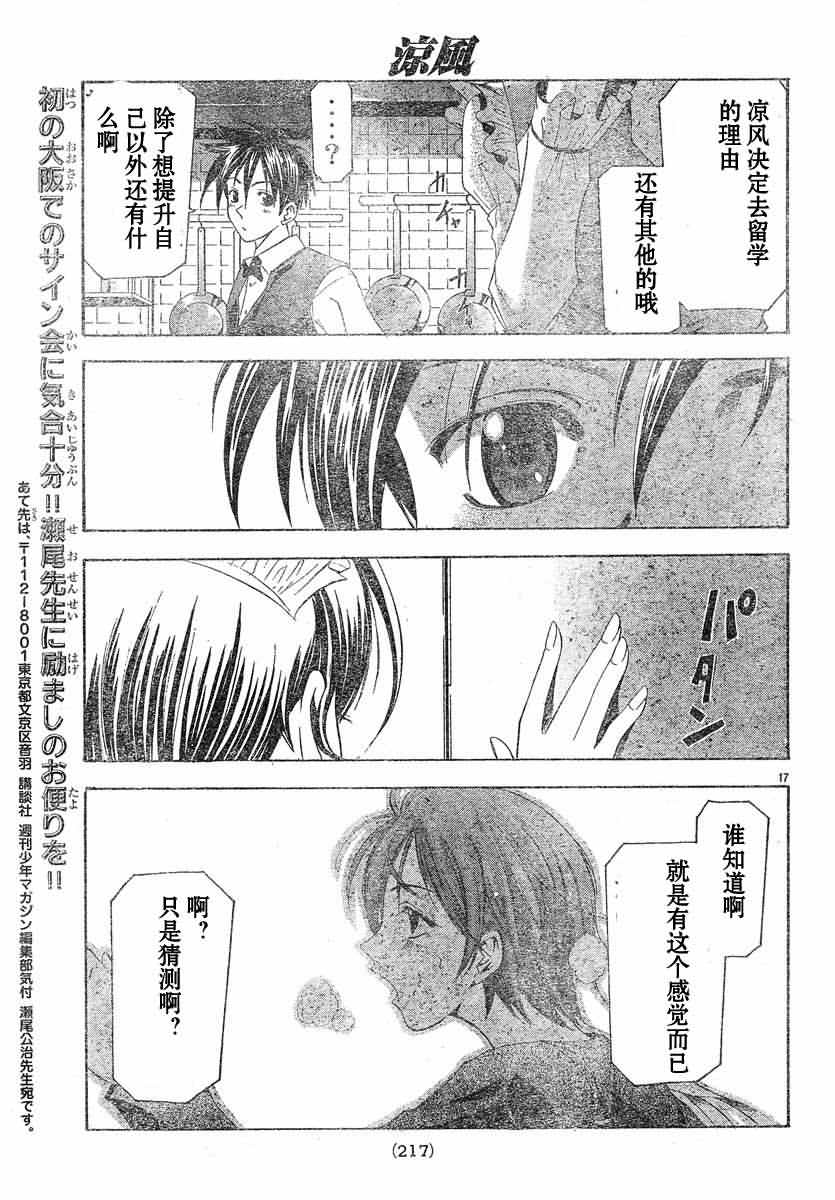 涼風
凉风决定去留学
的理由
还有其他的哦
····?
除了想提升自
己以外还有什
么啊
カチャカチャ
パタン
17
谁知道啊
就是有这个感觉而已
啊?
只是猜测啊?
初の大阪でのサイン会に気合十分!!瀬尾先生に励ましのお便りを!!
あて先は、〒112-8001東京都文京区音羽 講談社 週刊少年マガジン編集部気付 瀬尾公治先生宛です。
(217)